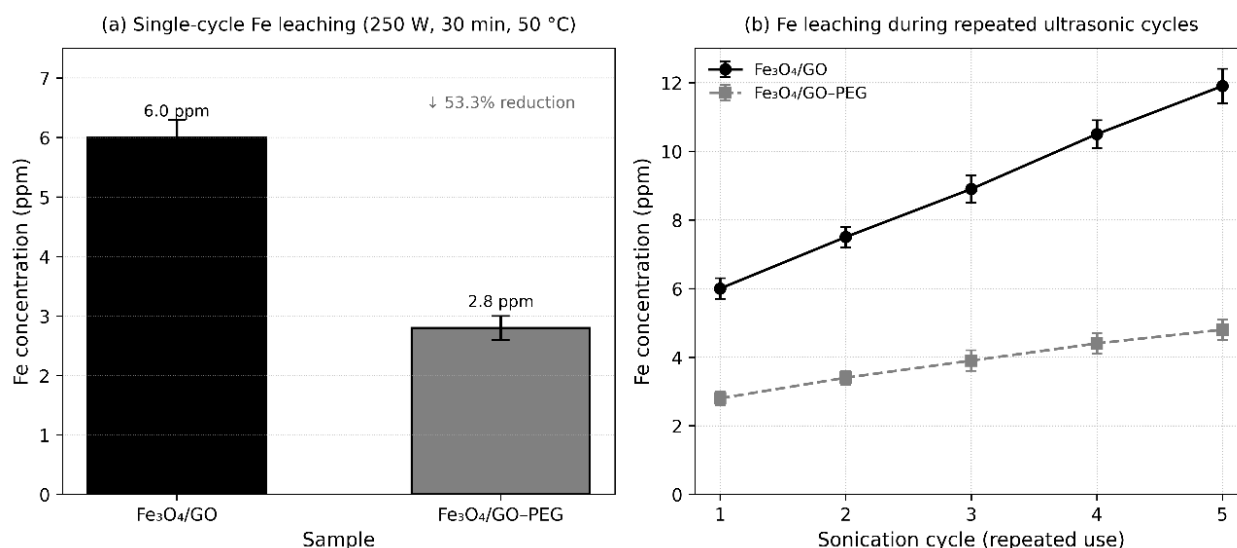 (a) Single-cycle Fe leaching (250 W, 30 min, 50 °C)
7
6
5
4
3
2
1
0
Fe concentration (ppm)
6.0 ppm
↓ 53.3% reduction
2.8 ppm
Fe₃O₄/GO
Fe₃O₄/GO–PEG
Sample
(b) Fe leaching during repeated ultrasonic cycles
Fe₃O₄/GO
Fe₃O₄/GO–PEG
12
10
8
6
4
2
0
Fe concentration (ppm)
1 2 3 4 5
Sonication cycle (repeated use)